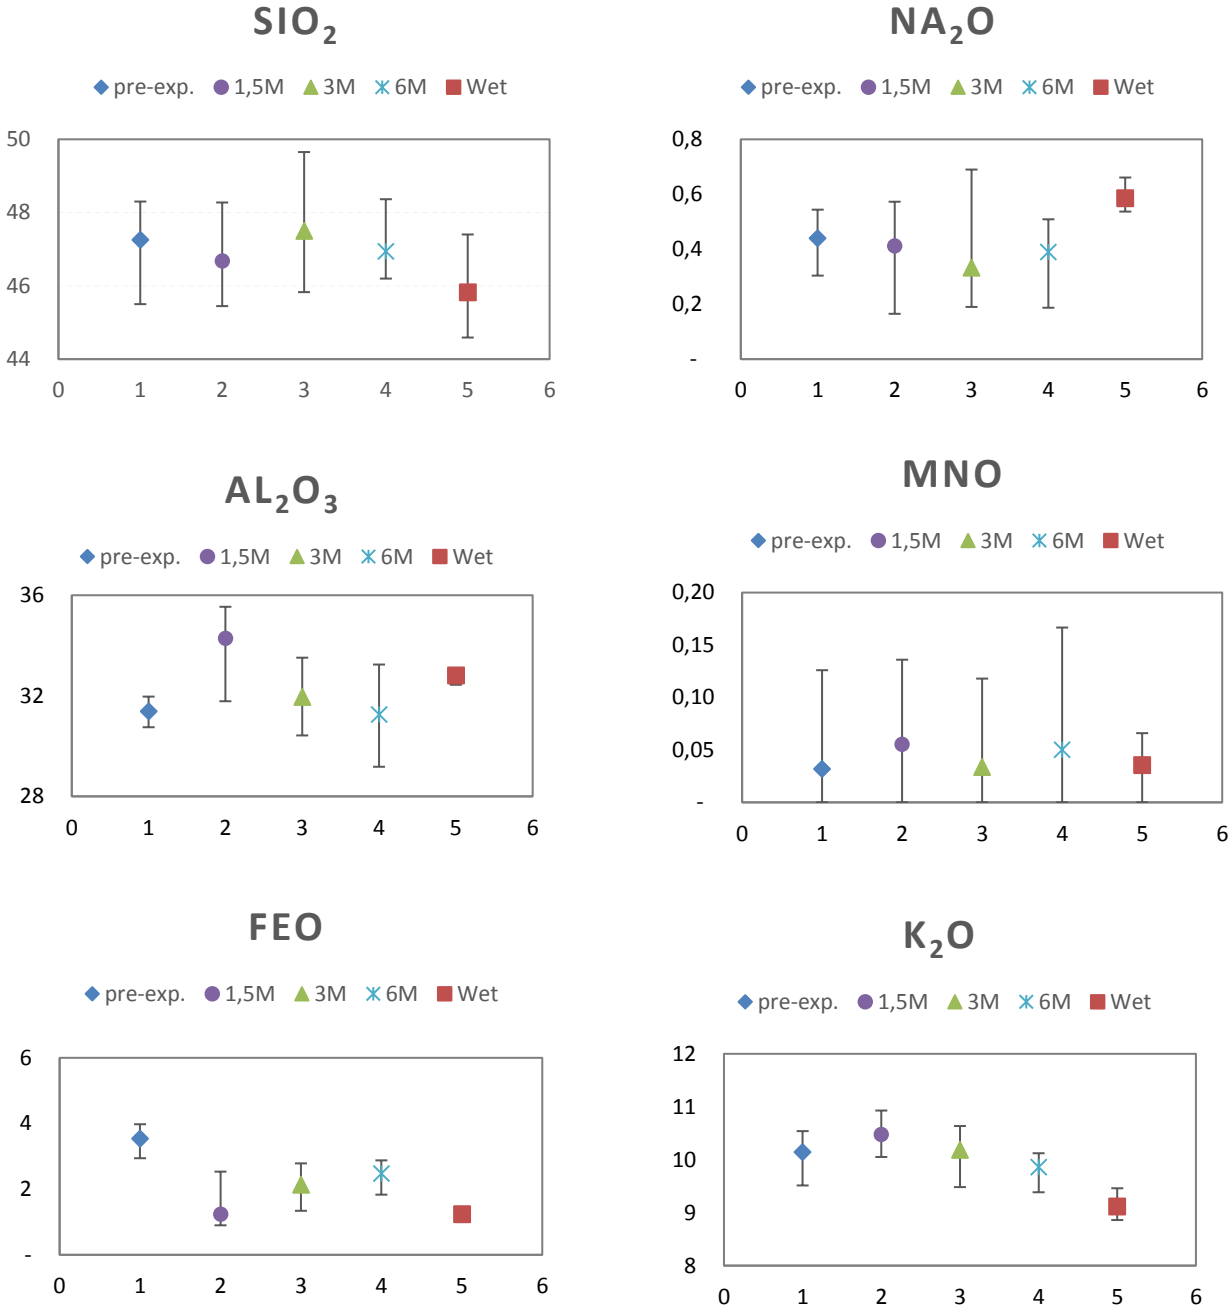 SIO₂
pre-exp. 1,5M 3M 6M Wet
50
48
46
44
0 1 2 3 4 5 6
NA₂O
pre-exp. 1,5M 3M 6M Wet
0,8
0,6
0,4
0,2
-
0 1 2 3 4 5 6
AL₂O₃
pre-exp. 1,5M 3M 6M Wet
36
32
28
0 1 2 3 4 5 6
MNO
pre-exp. 1,5M 3M 6M Wet
0,20
0,15
0,10
0,05
-
0 1 2 3 4 5 6
FEO
pre-exp. 1,5M 3M 6M Wet
6
4
2
-
0 1 2 3 4 5 6
K₂O
pre-exp. 1,5M 3M 6M Wet
12
11
10
9
8
0 1 2 3 4 5 6